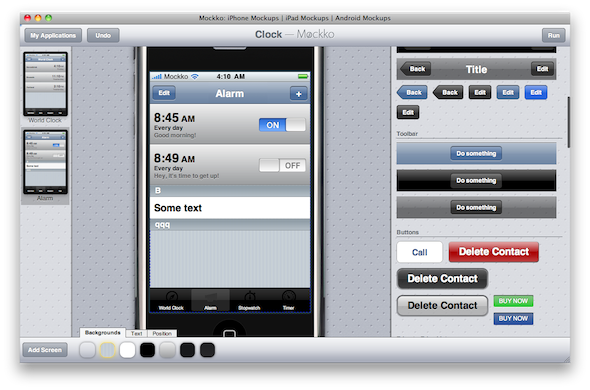 Mockko: iPhone Mockups | iPad Mockups | Android Mockups
My Applications
Undo
Clock — Møckko
Run
World Clock
Alarm
Mockko
4:10 AM
Edit
Alarm
+
8:45 AM
Every day
Good morning!
ON
8:49 AM
Every day
Hey, it's time to get up!
OFF
B
Some text
qqq
World Clock
Alarm
Stopwatch
Timer
Back
Title
Edit
Back
Back
Edit
Edit
Edit
Edit
Toolbar
Do something
Do something
Do something
Buttons
Call
Delete Contact
Delete Contact
Delete Contact
BUY NOW
BUY NOW
Backgrounds
Text
Position
Add Screen